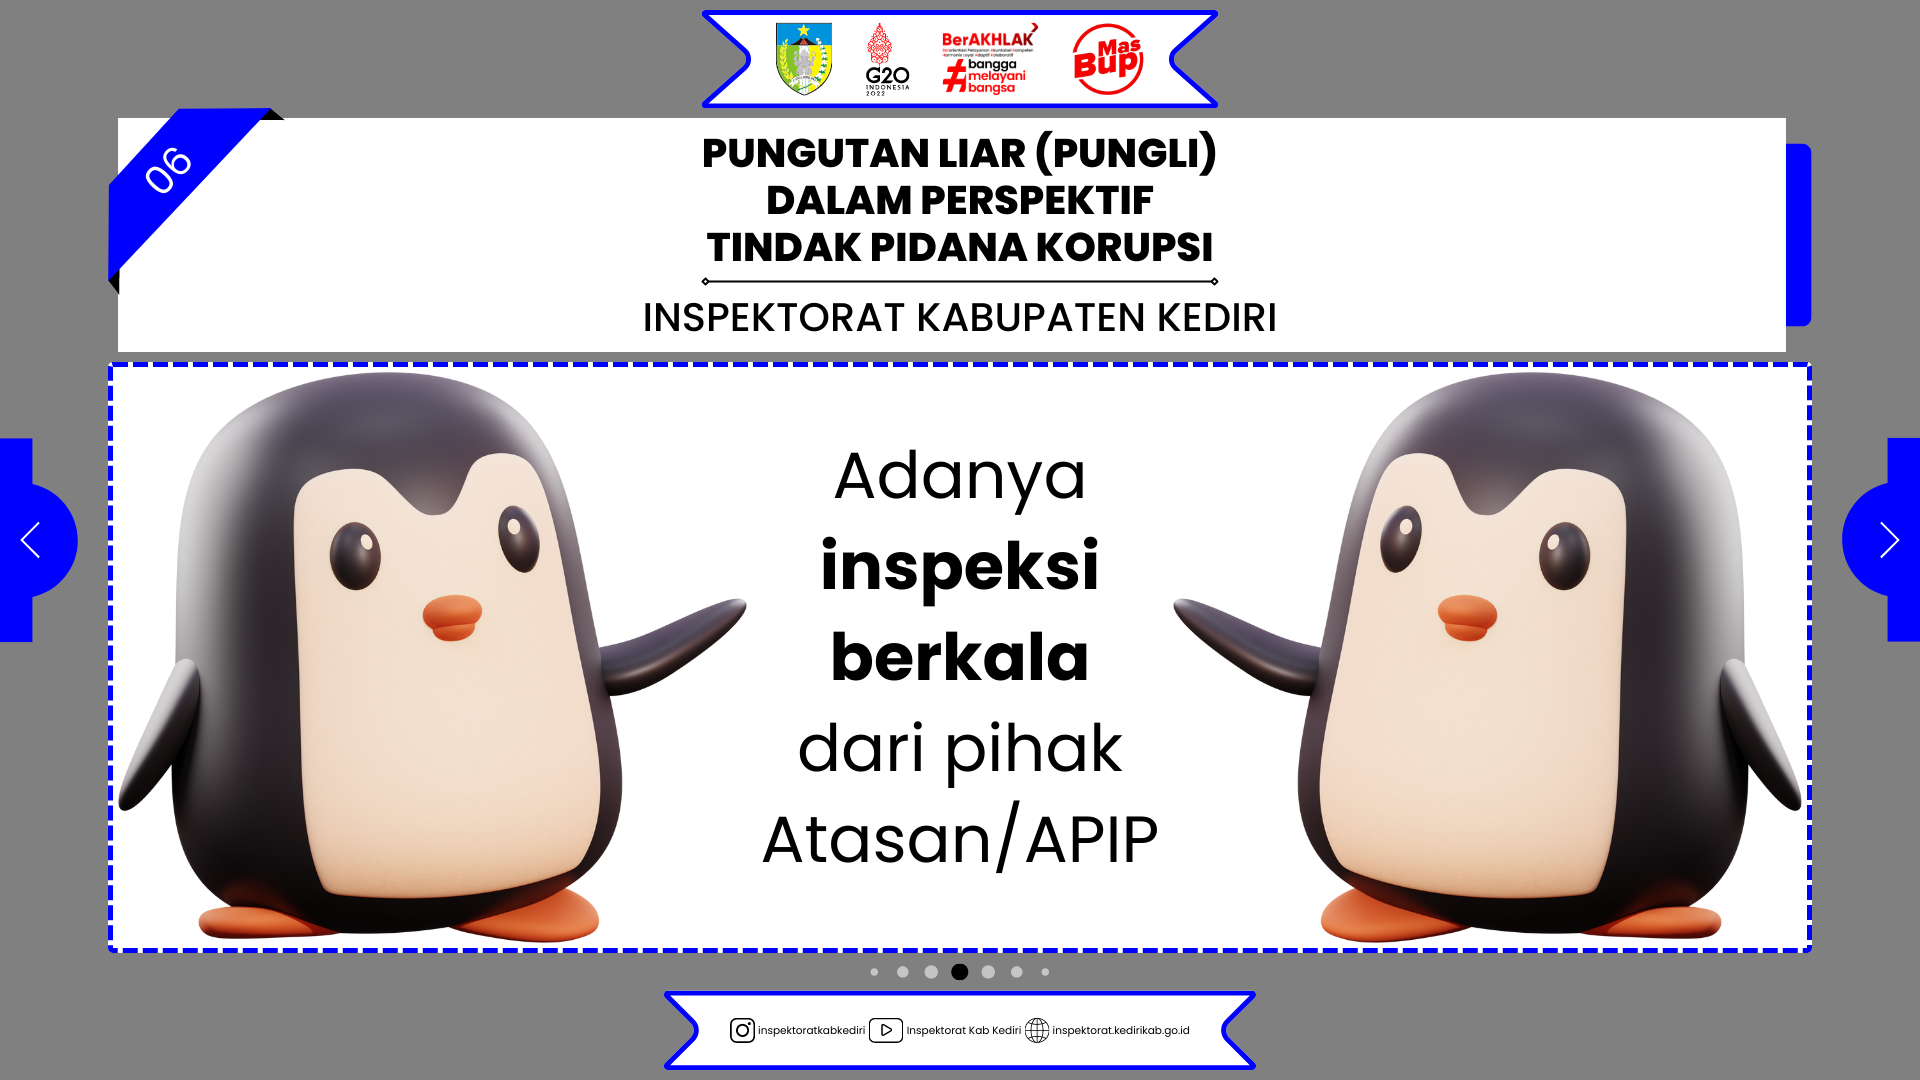 G20
INDONESIA
2022
BerAKHLAK
#bangga
melayani
bangsa
Mas
Bup
06
PUNGUTAN LIAR (PUNGLI)
DALAM PERSPEKTIF
TINDAK PIDANA KORUPSI
INSPEKTORAT KABUPATEN KEDIRI
Adanya
inspeksi
berkala
dari pihak
Atasan/APIP
inspektoratkabkediri Inspektorat Kab Kediri inspektorat.kedirikab.go.id